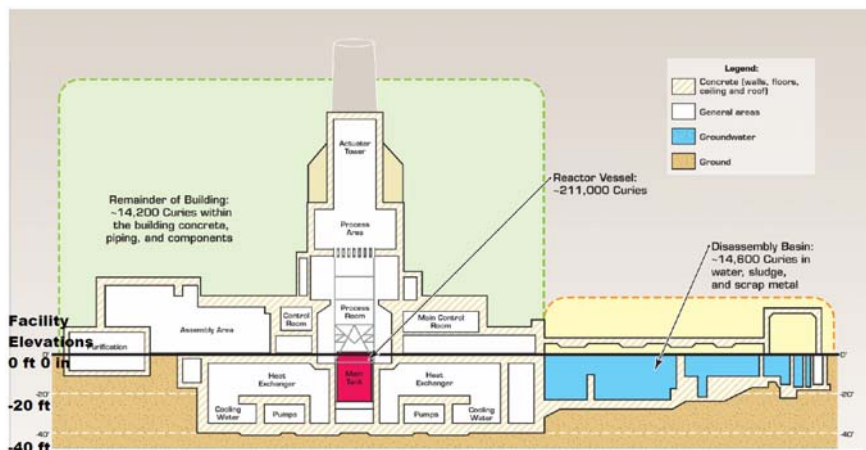 Legend:
Concrete (walls, floors,
ceiling and roof)
General areas
Groundwater
Ground
Actuator
Tower
Reactor Vessel:
~211,000 Curies
Remainder of Building:
~14,200 Curies within
the building concrete,
piping, and components
Process
Area
Disassembly Basin:
~14,600 Curies in
water, sludge,
and scrap metal
Assembly Area
Control
Room
Process
Room
Main Control
Room
Facility
Elevations
0 ft 0 in
Purification
0'
0'
Heat
Exchanger
Main
Tank
Heat
Exchanger
-20 ft
-20'
-20'
Cooling
Water
Pumps
Pumps
Cooling
Water
-40 ft
-40'
-40'